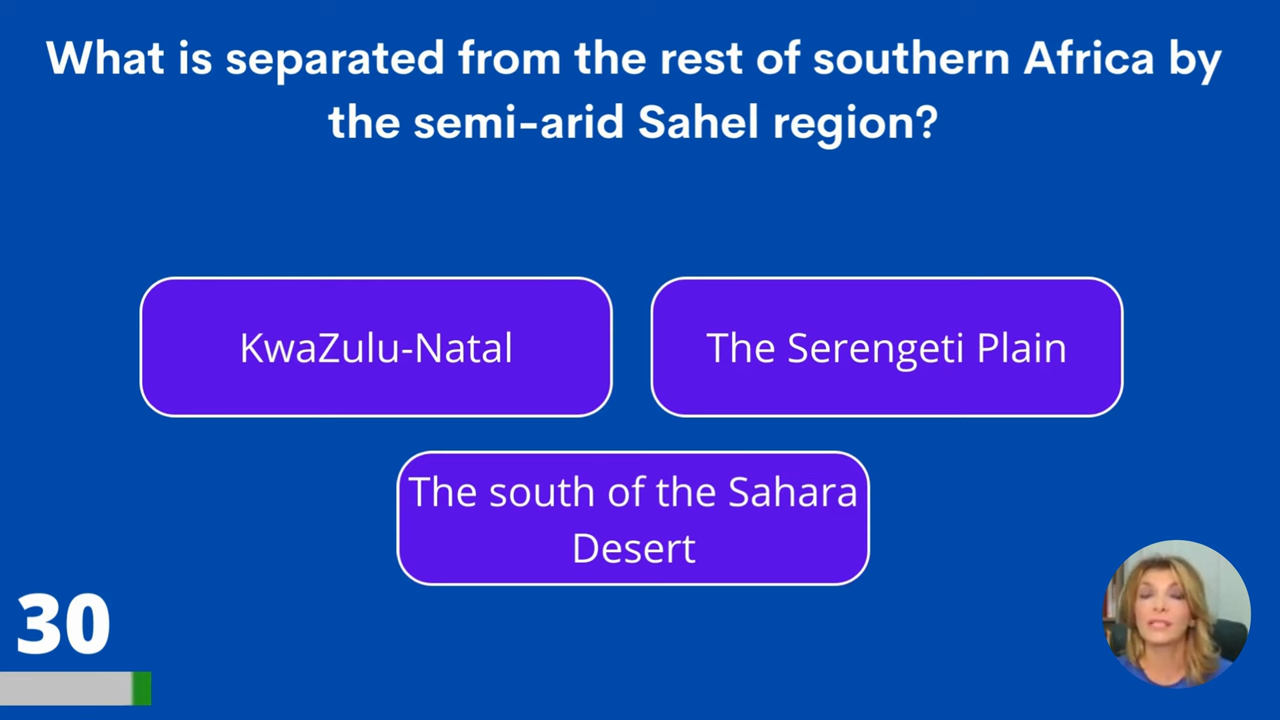 What is separated from the rest of southern Africa by
the semi-arid Sahel region?
KwaZulu-Natal
The Serengeti Plain
The south of the Sahara
Desert
30